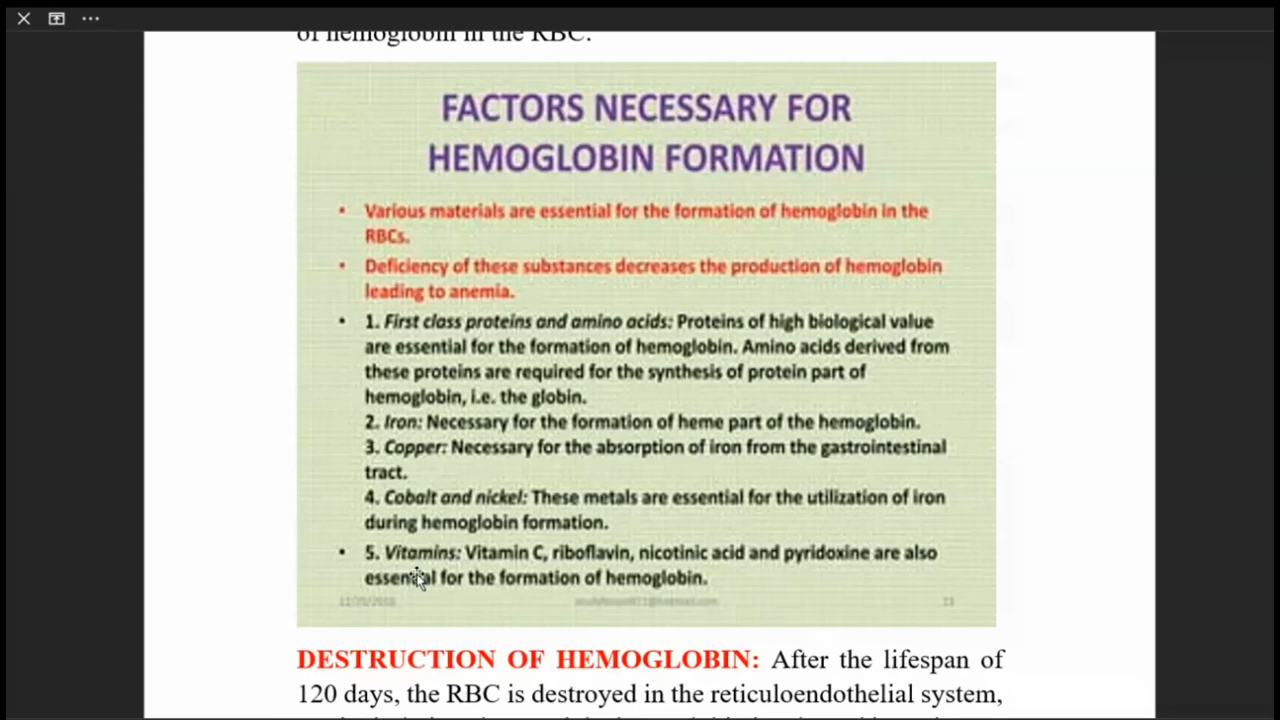 of hemoglobin in the RBC.
FACTORS NECESSARY FOR
HEMOGLOBIN FORMATION
• Various materials are essential for the formation of hemoglobin in the
RBCs.
• Deficiency of these substances decreases the production of hemoglobin
leading to anemia.
• 1. First class proteins and amino acids: Proteins of high biological value
are essential for the formation of hemoglobin. Amino acids derived from
these proteins are required for the synthesis of protein part of
hemoglobin, i.e. the globin.
2. Iron: Necessary for the formation of heme part of the hemoglobin.
3. Copper: Necessary for the absorption of iron from the gastrointestinal
tract.
4. Cobalt and nickel: These metals are essential for the utilization of iron
during hemoglobin formation.
• 5. Vitamins: Vitamin C, riboflavin, nicotinic acid and pyridoxine are also
essential for the formation of hemoglobin.
DESTRUCTION OF HEMOGLOBIN: After the lifespan of
120 days, the RBC is destroyed in the reticuloendothelial system,